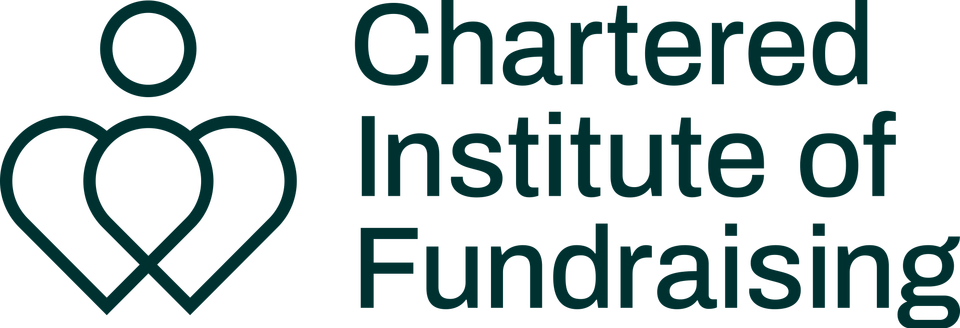 Chartered
Institute of
Fundraising